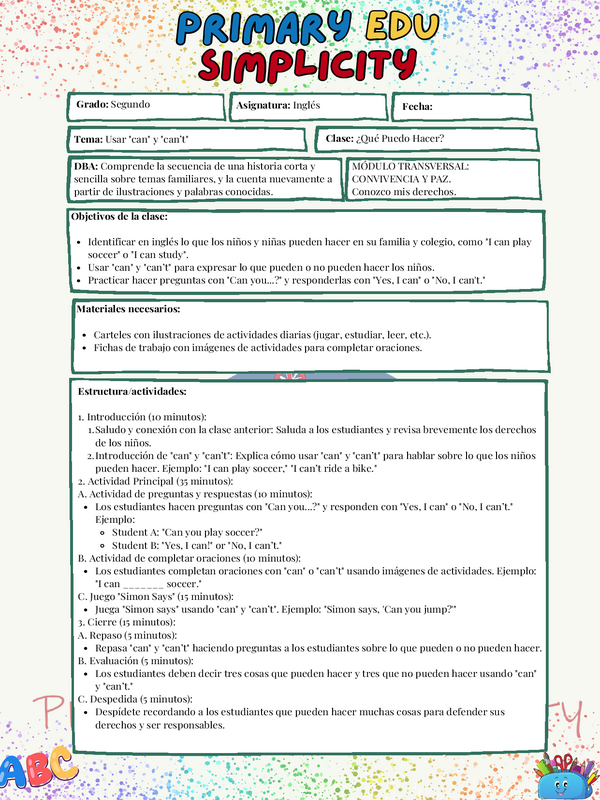 PRIMARY EDU
SIMPLICITY
Grado: Segundo
Asignatura: Inglés
Fecha:
Tema: Usar "can" y "can't"
Clase: ¿Qué Puedo Hacer?
DBA: Comprende la secuencia de una historia corta y
sencilla sobre temas familiares, y la cuenta nuevamente a
partir de ilustraciones y palabras conocidas.
MÓDULO TRANSVERSAL:
CONVIVENCIA Y PAZ.
Conozco mis derechos.
Objetivos de la clase:
• Identificar en inglés lo que los niños y niñas pueden hacer en su familia y colegio, como "I can play
soccer" o "I can study".
• Usar "can" y "can't" para expresar lo que pueden o no pueden hacer los niños.
• Practicar hacer preguntas con "Can you...?" y responderlas con "Yes, I can" o "No, I can't."
Materiales necesarios:
• Carteles con ilustraciones de actividades diarias (jugar, estudiar, leer, etc.).
• Fichas de trabajo con imágenes de actividades para completar oraciones.
Estructura/actividades:
1. Introducción (10 minutos):
1. Saludo y conexión con la clase anterior: Saluda a los estudiantes y revisa brevemente los derechos
de los niños.
2. Introducción de "can" y "can't": Explica cómo usar "can" y "can't" para hablar sobre lo que los niños
pueden hacer. Ejemplo: "I can play soccer," "I can't ride a bike."
2. Actividad Principal (35 minutos):
A. Actividad de preguntas y respuestas (10 minutos):
• Los estudiantes hacen preguntas con "Can you...?" y responden con "Yes, I can" o "No, I can't."
Ejemplo:
◦ Student A: "Can you play soccer?"
◦ Student B: "Yes, I can!" or "No, I can't."
B. Actividad de completar oraciones (10 minutos):
• Los estudiantes completan oraciones con "can" o "can't" usando imágenes de actividades. Ejemplo:
"I can _______ soccer."
C. Juego "Simon Says" (15 minutos):
• Juega "Simon says" usando "can" y "can't". Ejemplo: "Simon says, 'Can you jump?'"
3. Cierre (15 minutos):
A. Repaso (5 minutos):
• Repasa "can" y "can't" haciendo preguntas a los estudiantes sobre lo que pueden o no pueden hacer.
B. Evaluación (5 minutos):
• Los estudiantes deben decir tres cosas que pueden hacer y tres que no pueden hacer usando "can"
y "can't."
C. Despedida (5 minutos):
• Despídete recordando a los estudiantes que pueden hacer muchas cosas para defender sus
derechos y ser responsables.
ABC